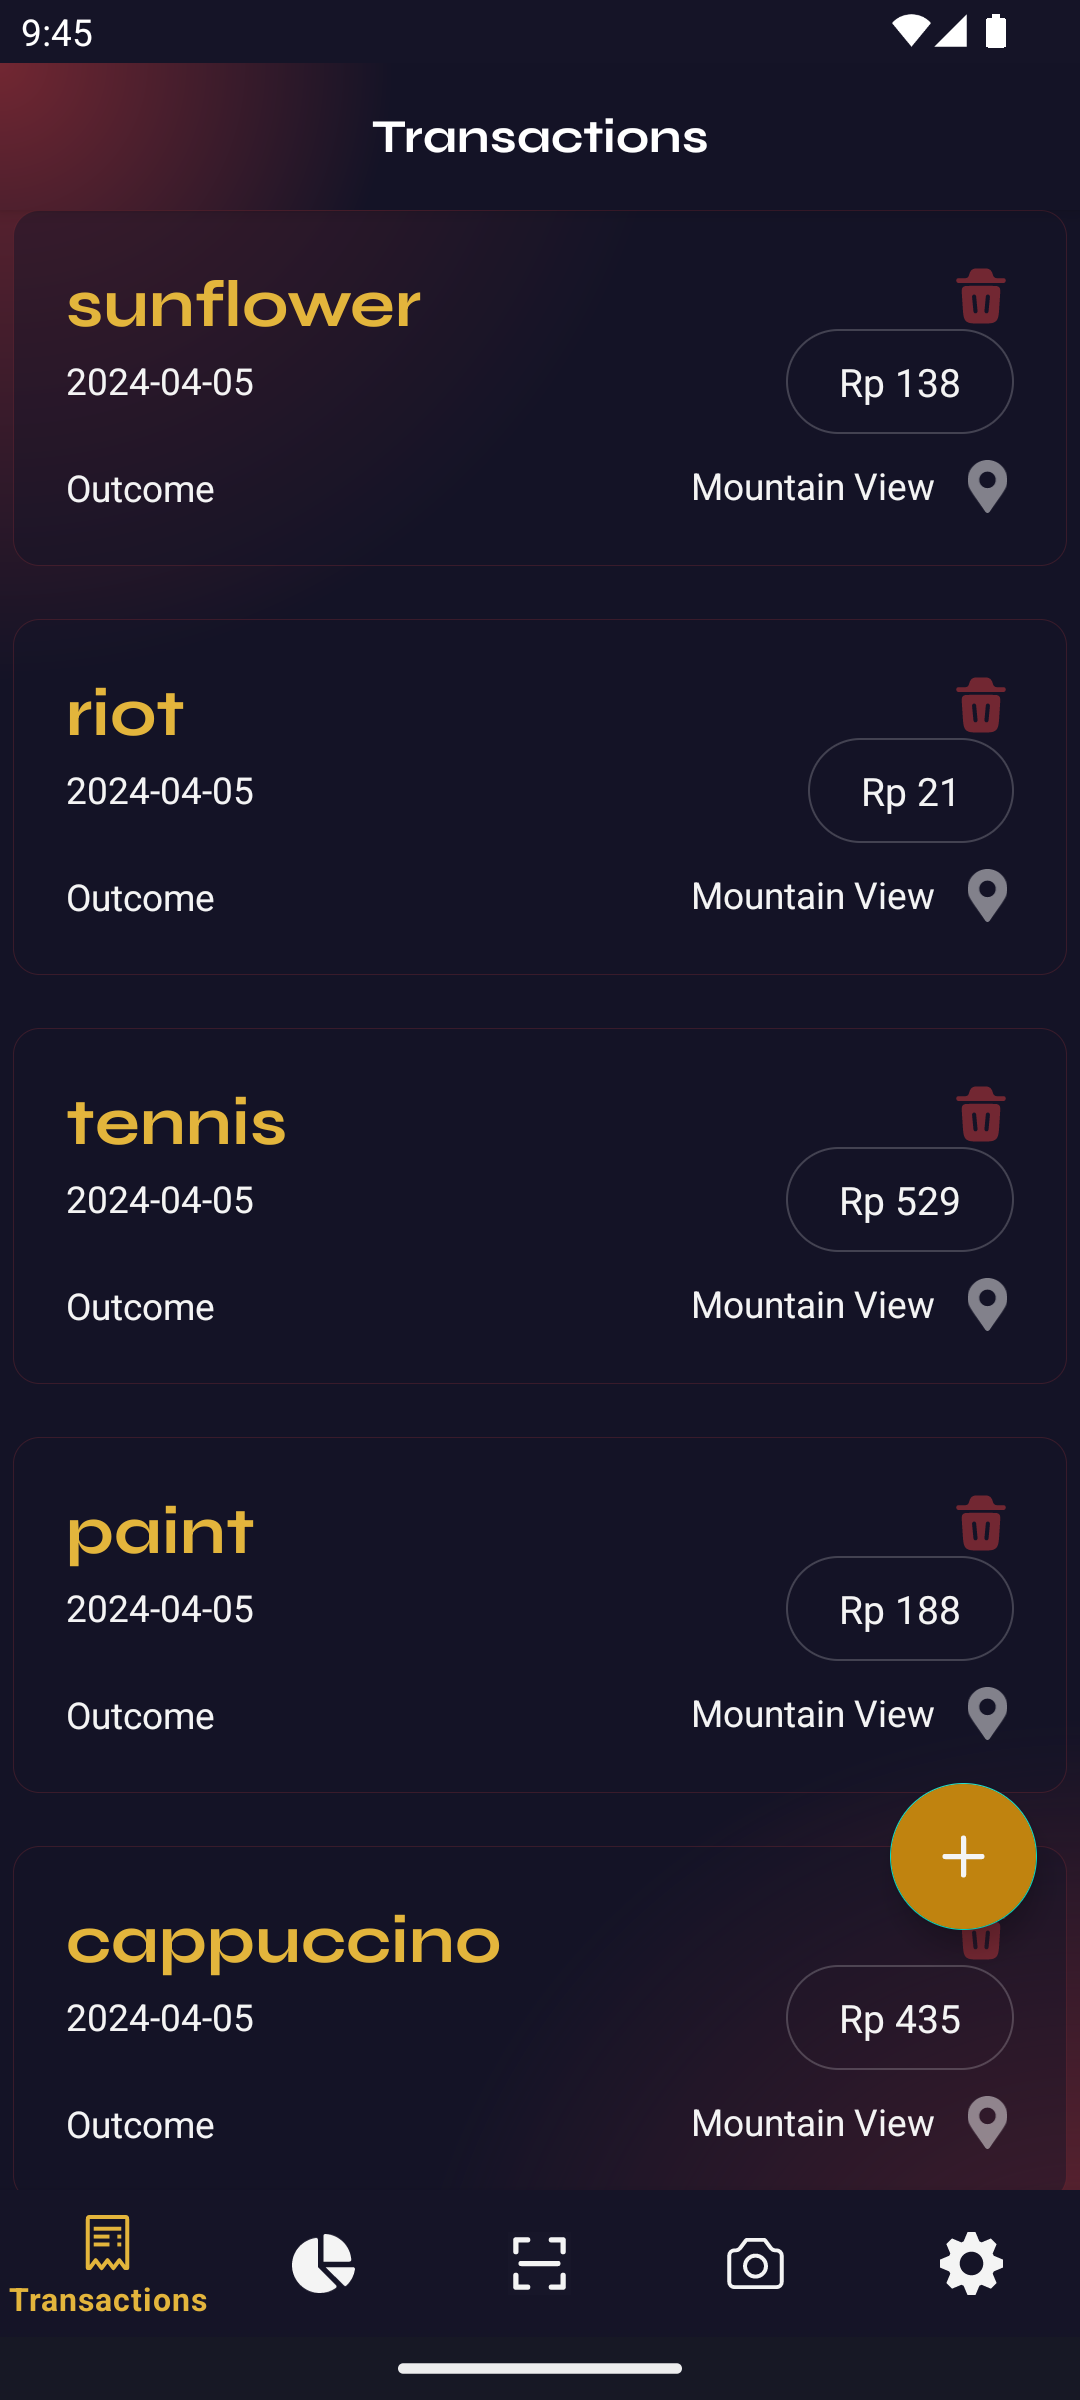 9:45
Transactions
sunflower
2024-04-05
Rp 138
Outcome
Mountain View
riot
2024-04-05
Rp 21
Outcome
Mountain View
tennis
2024-04-05
Rp 529
Outcome
Mountain View
paint
2024-04-05
Rp 188
Outcome
Mountain View
cappuccino
2024-04-05
Rp 435
Outcome
Mountain View
Transactions